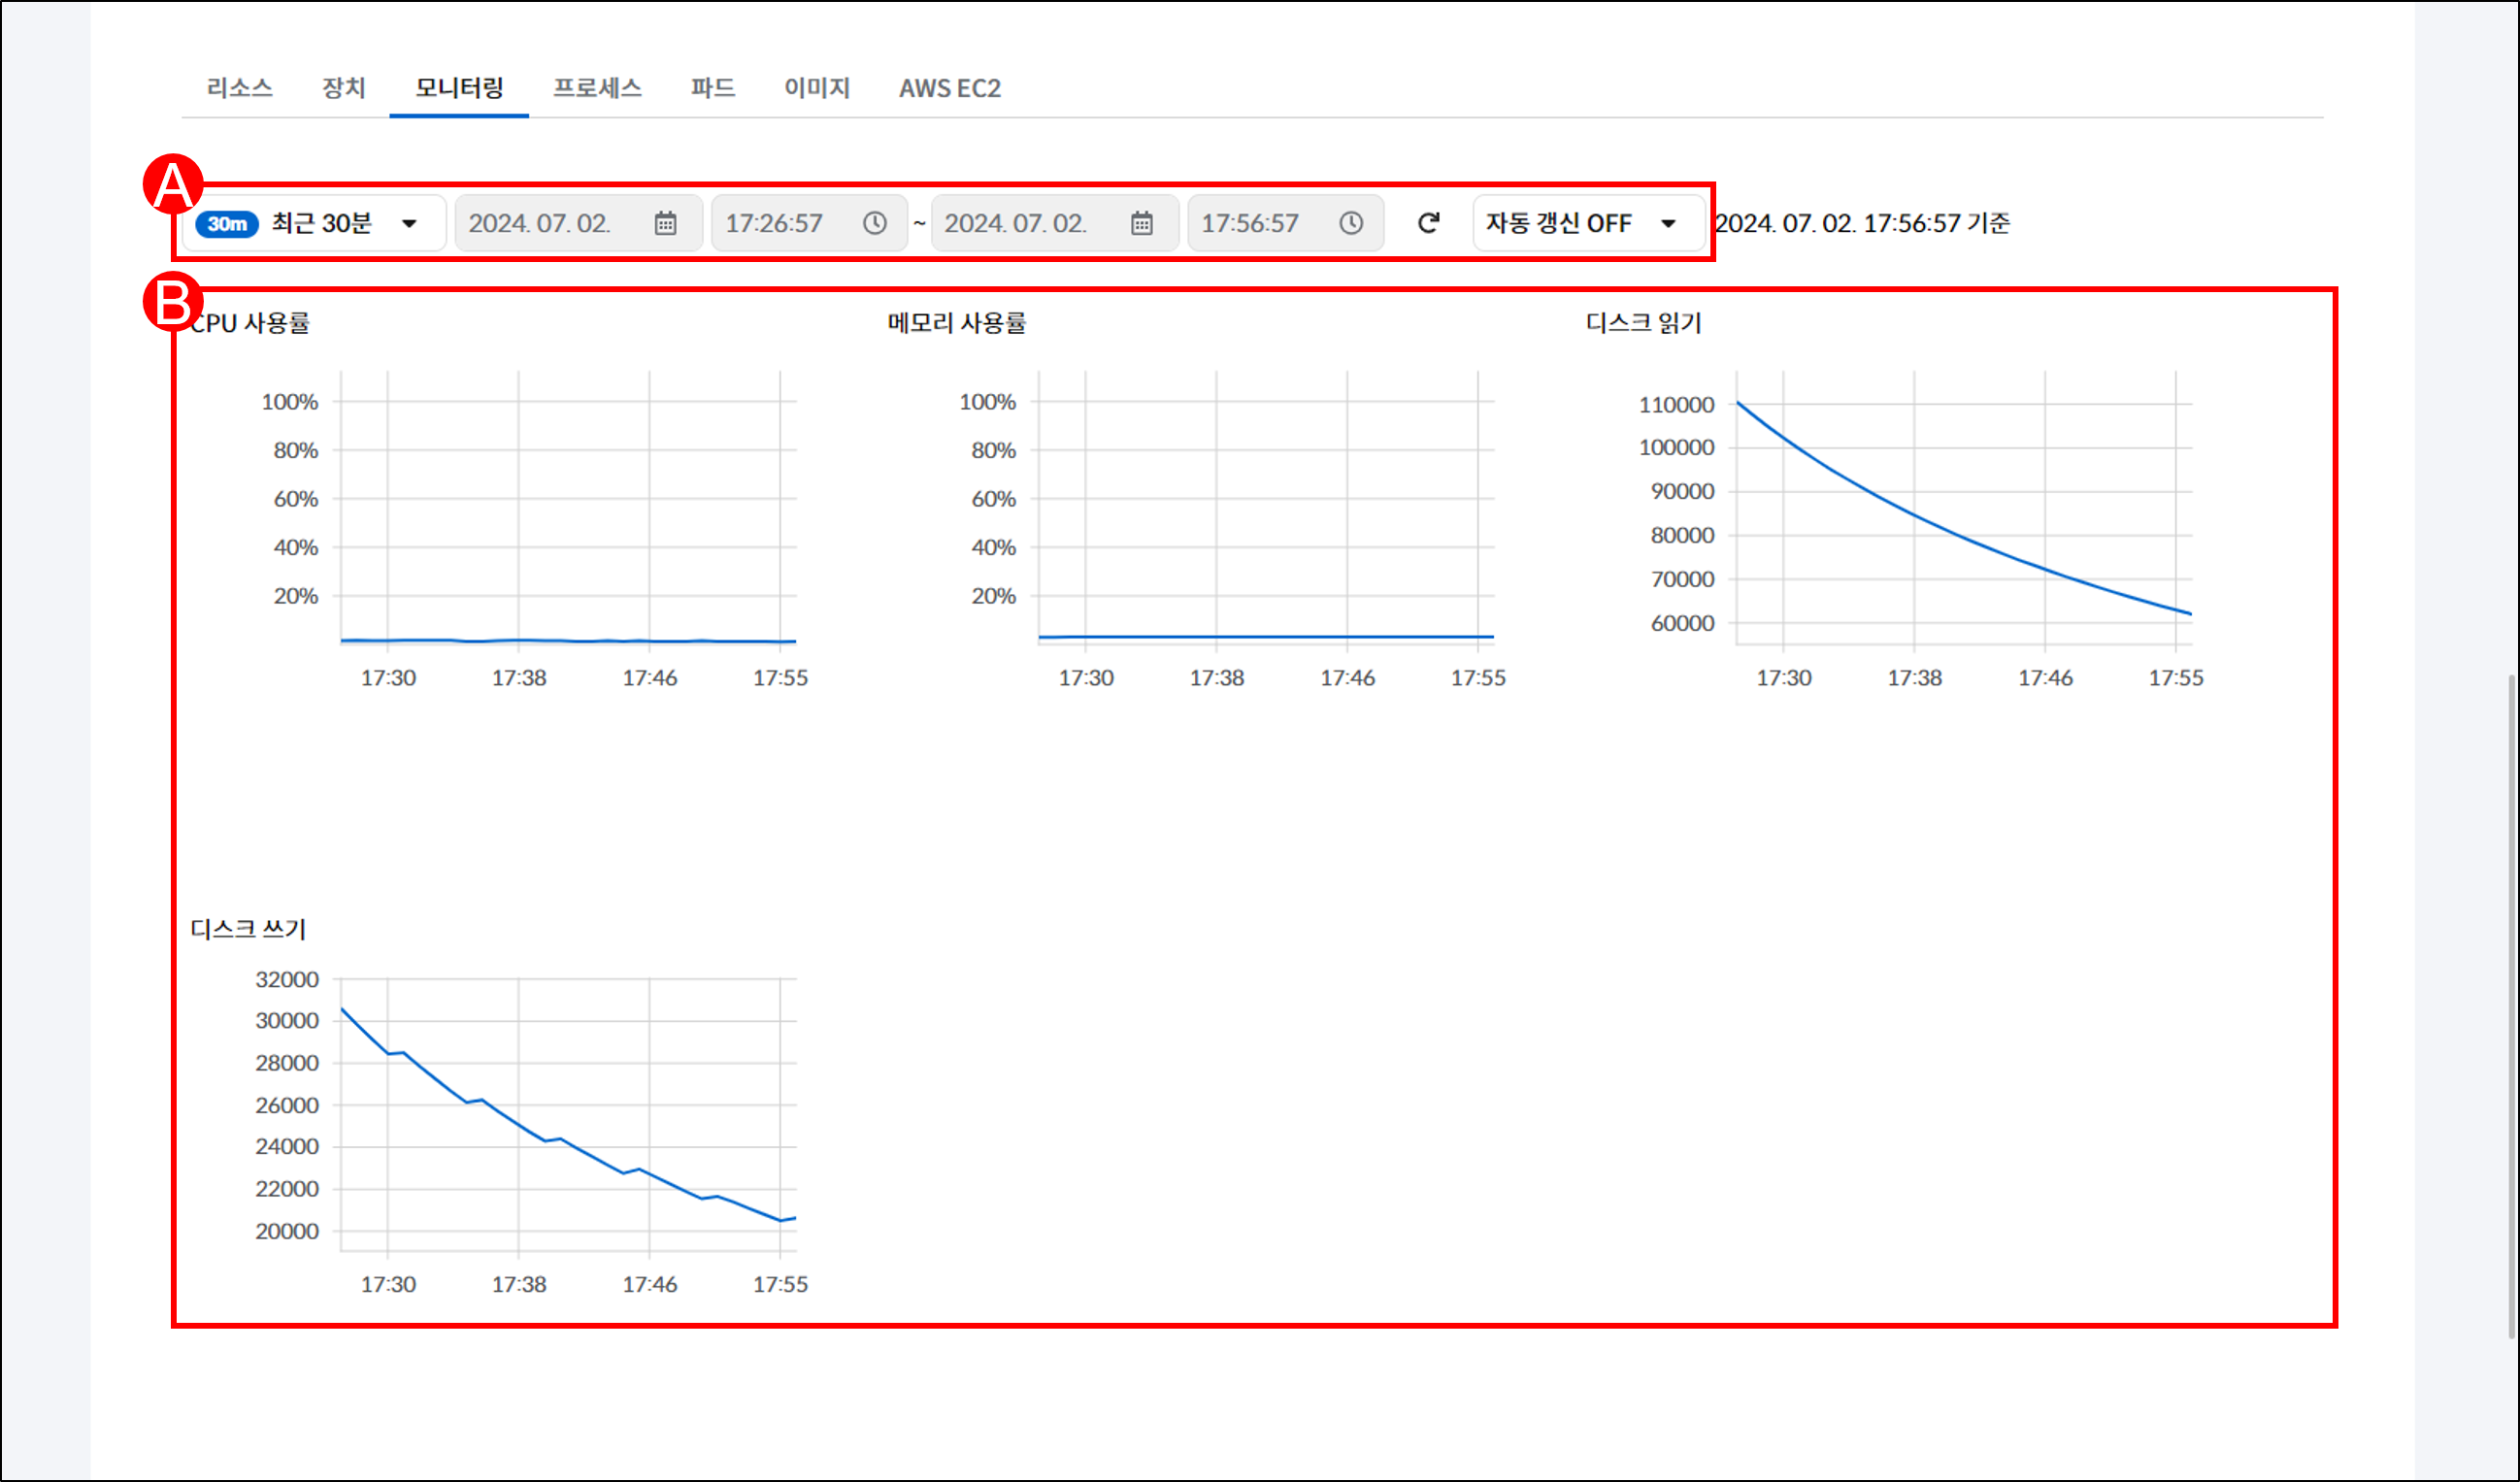 리소스 장치 모니터링 프로세스 파드 이미지 AWS EC2
A
30m 최근 30분 2024. 07. 02. 17:26:57 ~ 2024. 07. 02. 17:56:57 자동 갱신 OFF 2024. 07. 02. 17:56:57 기준
B
CPU 사용률
100%
80%
60%
40%
20%
17:30 17:38 17:46 17:55
메모리 사용률
100%
80%
60%
40%
20%
17:30 17:38 17:46 17:55
디스크 읽기
110000
100000
90000
80000
70000
60000
17:30 17:38 17:46 17:55
디스크 쓰기
32000
30000
28000
26000
24000
22000
20000
17:30 17:38 17:46 17:55